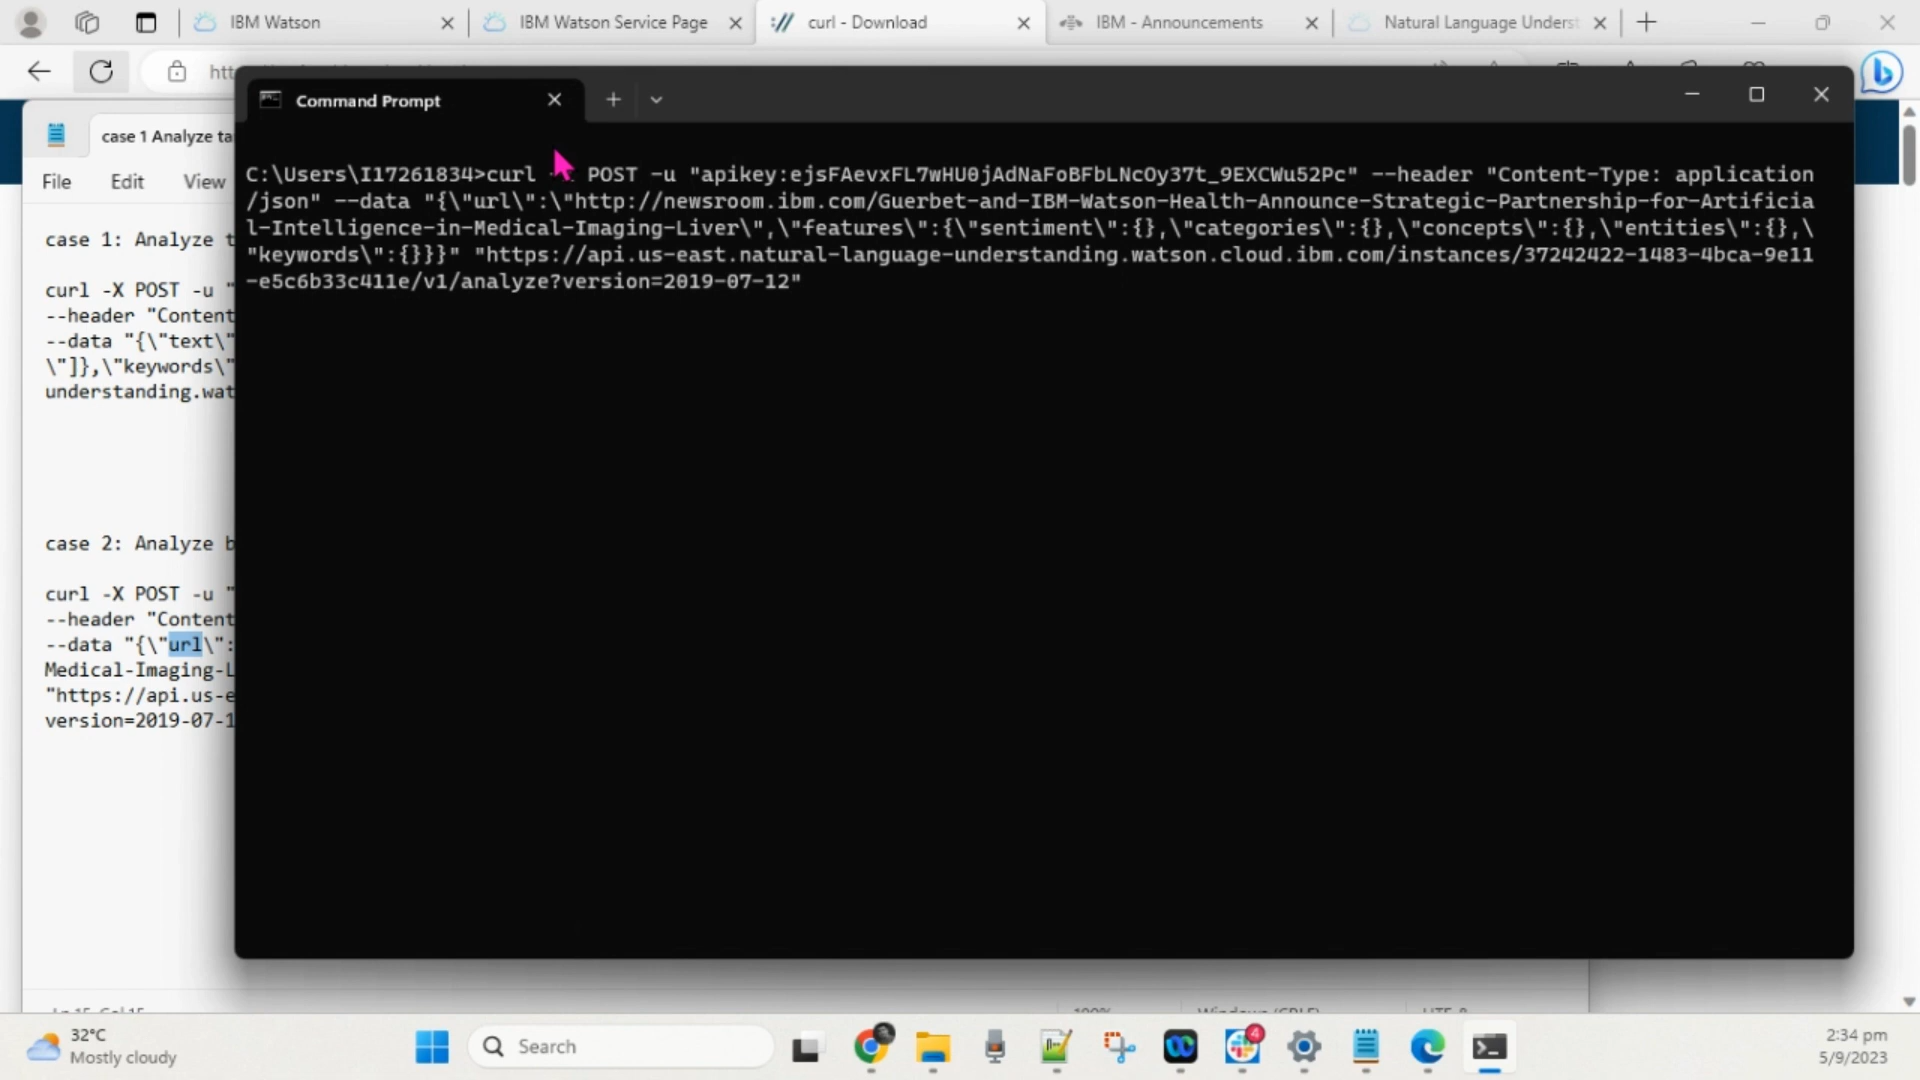 IBM Watson
IBM Watson Service Page
curl - Download
IBM - Announcements
Natural Language Underst
Command Prompt
case 1 Analyze ta
File Edit View
case 1: Analyze t
curl -X POST -u "
--header "Content
--data "{\"text\"
\"]},\"keywords\"
understanding.wat
case 2: Analyze b
curl -X POST -u "
--header "Content
--data "{\"url\":
Medical-Imaging-L
"https://api.us-e
version=2019-07-1
C:\Users\I17261834>curl POST -u "apikey:ejsFAevxFL7wHU0jAdNaFoBFbLNcOy37t_9EXCWu52Pc" --header "Content-Type: application
/json" --data "{\"url\":\"http://newsroom.ibm.com/Guerbet-and-IBM-Watson-Health-Announce-Strategic-Partnership-for-Artificia
l-Intelligence-in-Medical-Imaging-Liver\",\"features\":{\"sentiment\":{},\"categories\":{},\"concepts\":{},\"entities\":{},\
"keywords\":{}}}" "https://api.us-east.natural-language-understanding.watson.cloud.ibm.com/instances/37242422-1483-4bca-9e11
-e5c6b33c411e/v1/analyze?version=2019-07-12"
32°C
Mostly cloudy
Search
4
2:34 pm
5/9/2023